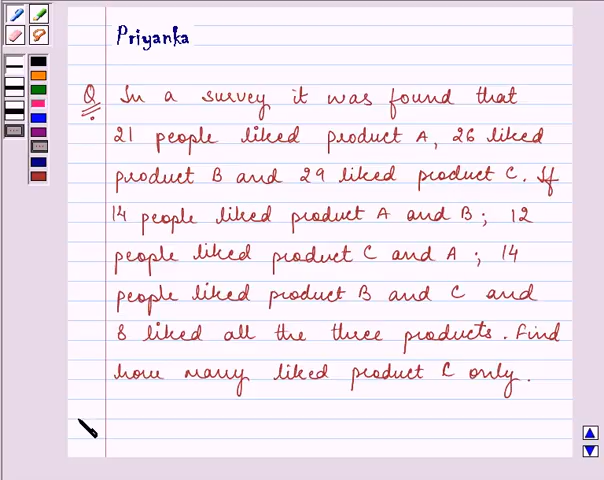 Priyanka
Q In a survey it was found that
21 people liked product A, 26 liked
product B and 29 liked product C. If
14 people liked product A and B; 12
people liked product C and A; 14
people liked product B and C and
8 liked all the three products. Find
how many liked product C only.